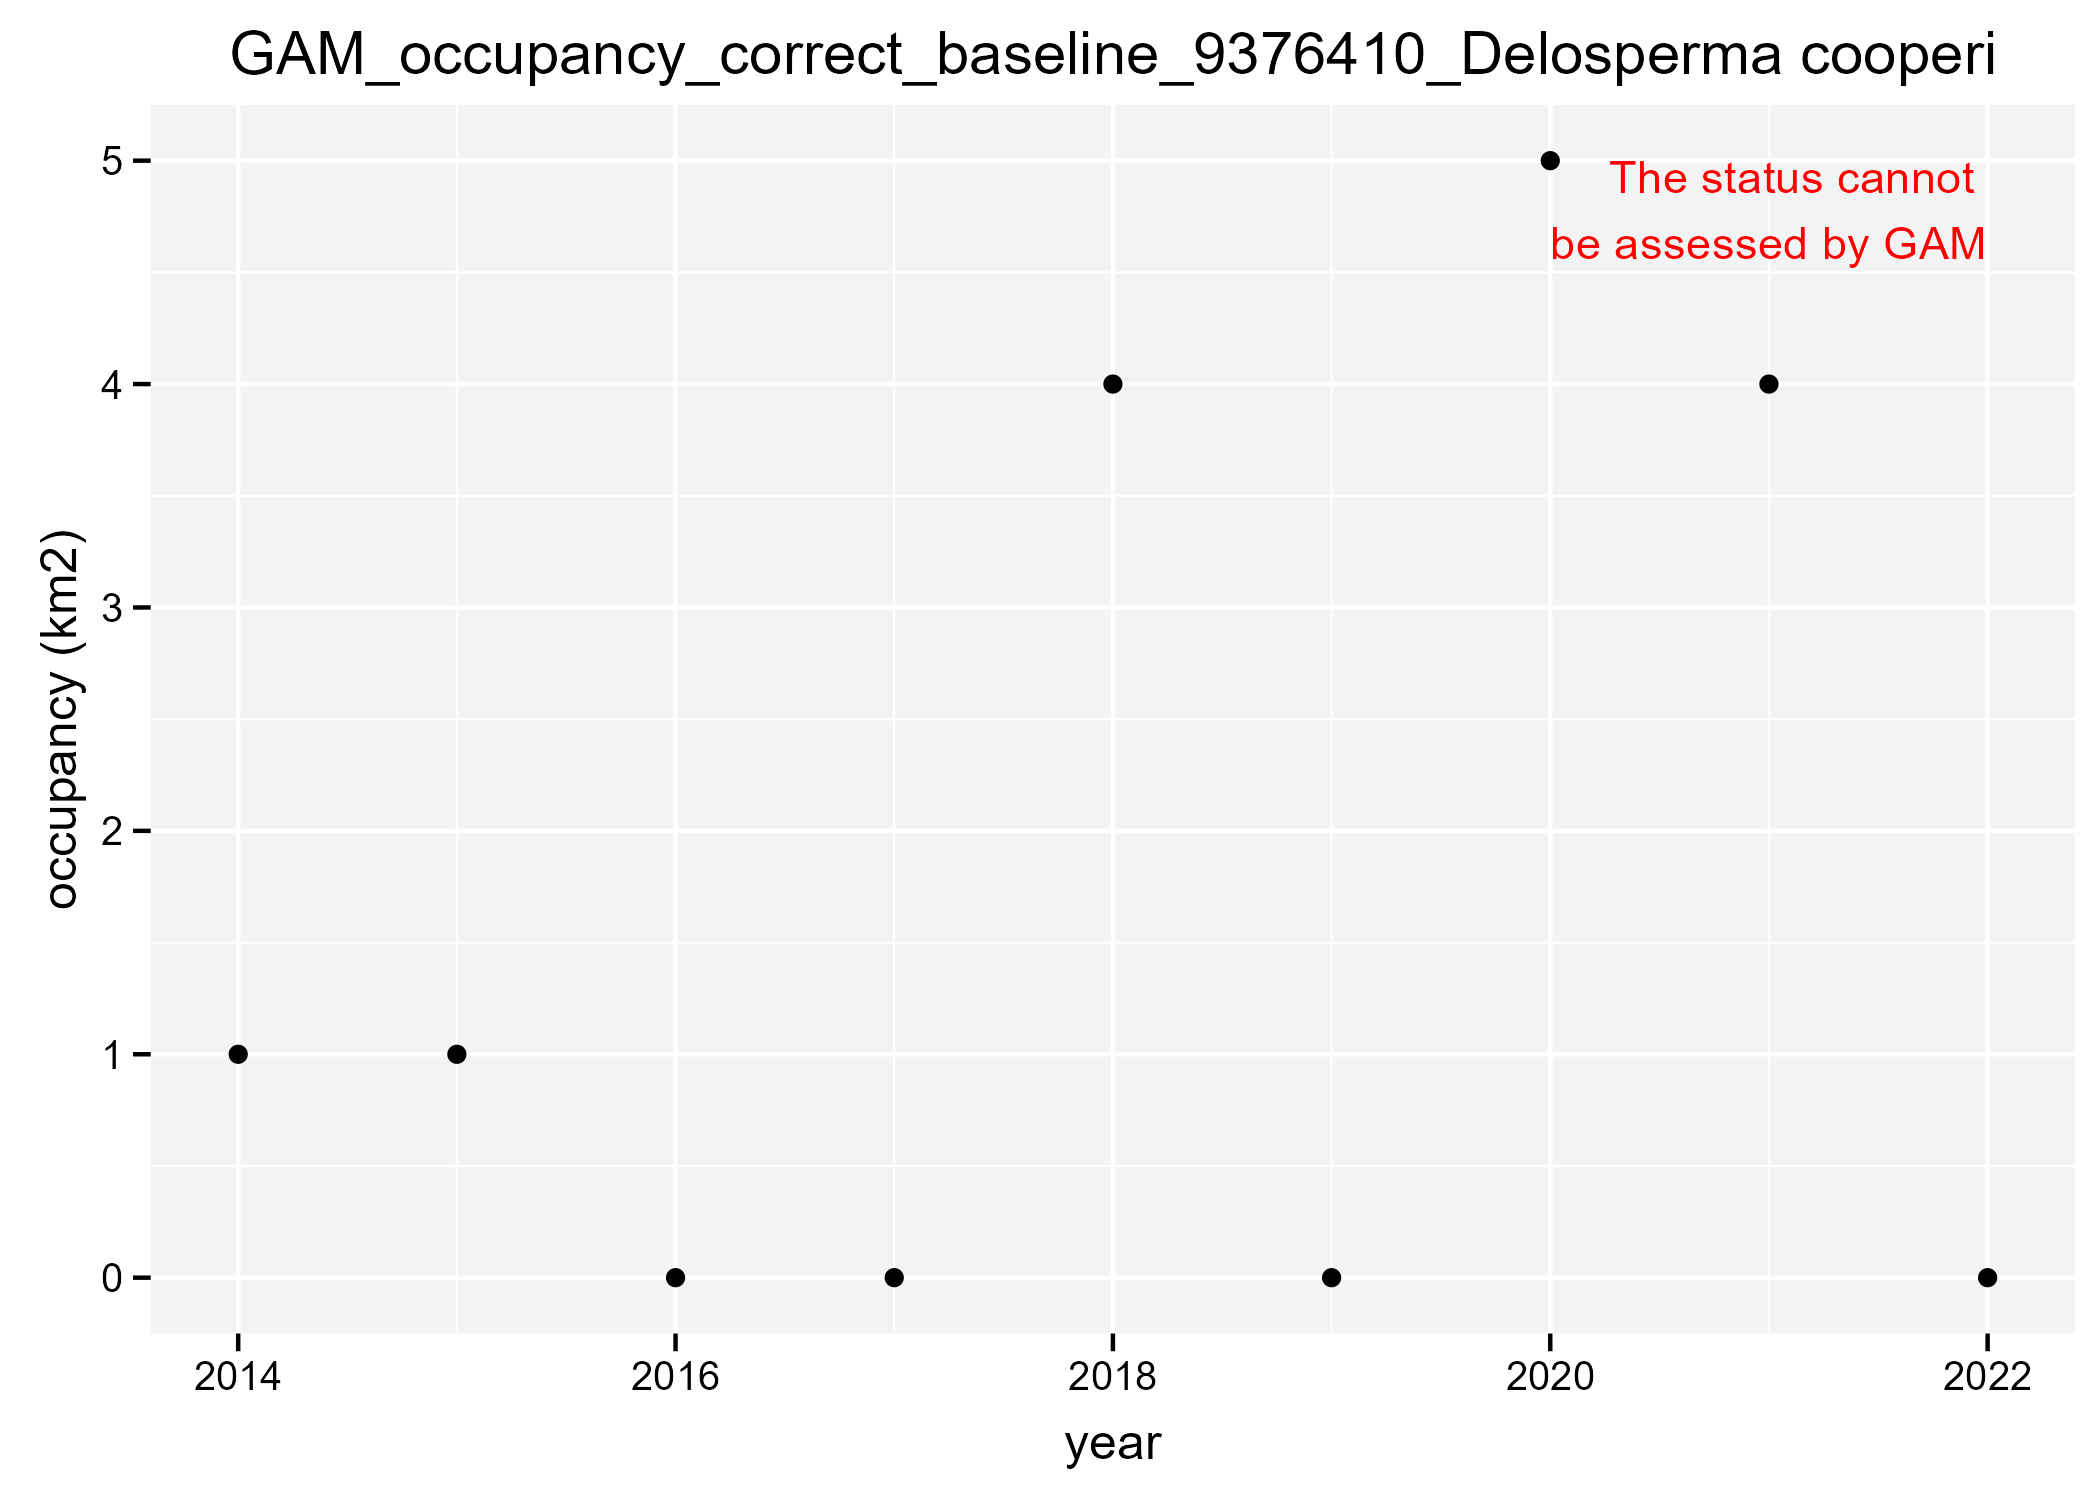 GAM_occupancy_correct_baseline_9376410_Delosperma cooperi
The status cannot
be assessed by GAM
occupancy (km2)
5
4
3
2
1
0
2014 2016 2018 2020 2022
year